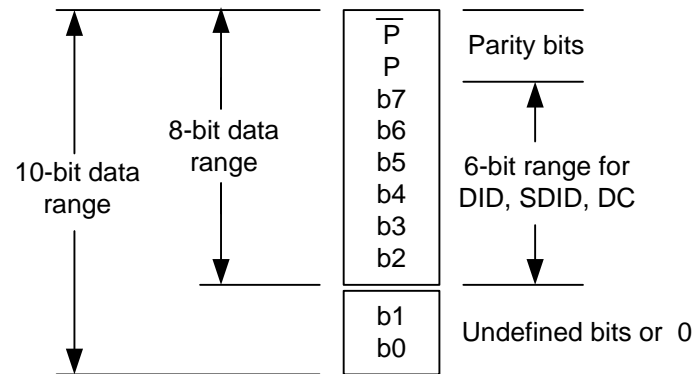 10-bit data
range
8-bit data
range
P̅
P
b7
b6
b5
b4
b3
b2
b1
b0
Parity bits
6-bit range for
DID, SDID, DC
Undefined bits or 0